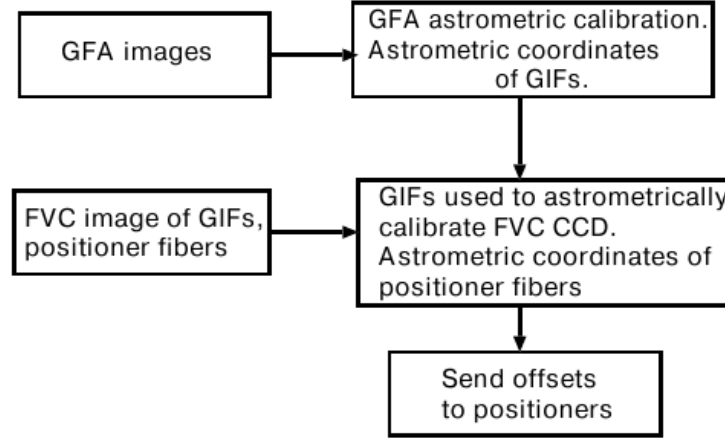 GFA images
GFA astrometric calibration.
Astrometric coordinates
of GIFs.
FVC image of GIFs,
positioner fibers
GIFs used to astrometrically
calibrate FVC CCD.
Astrometric coordinates of
positioner fibers
Send offsets
to positioners